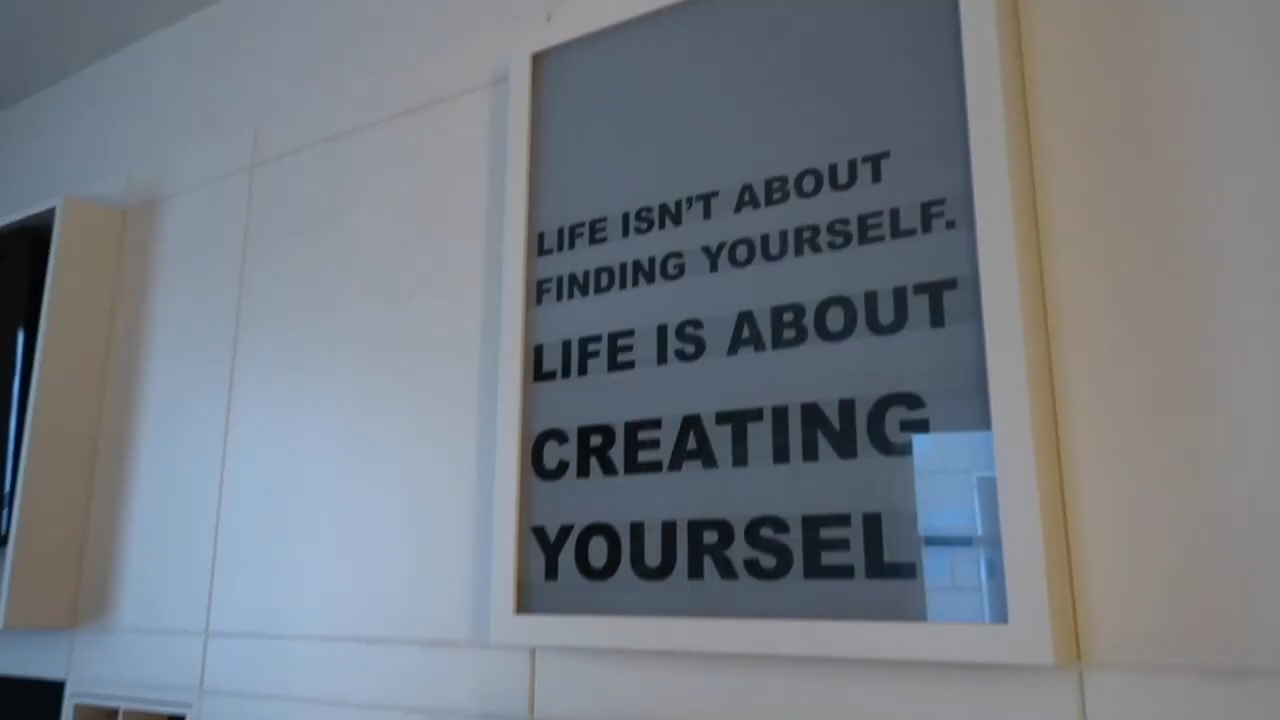 LIFE ISN'T ABOUT
FINDING YOURSELF.
LIFE IS ABOUT
CREATING
YOURSEL